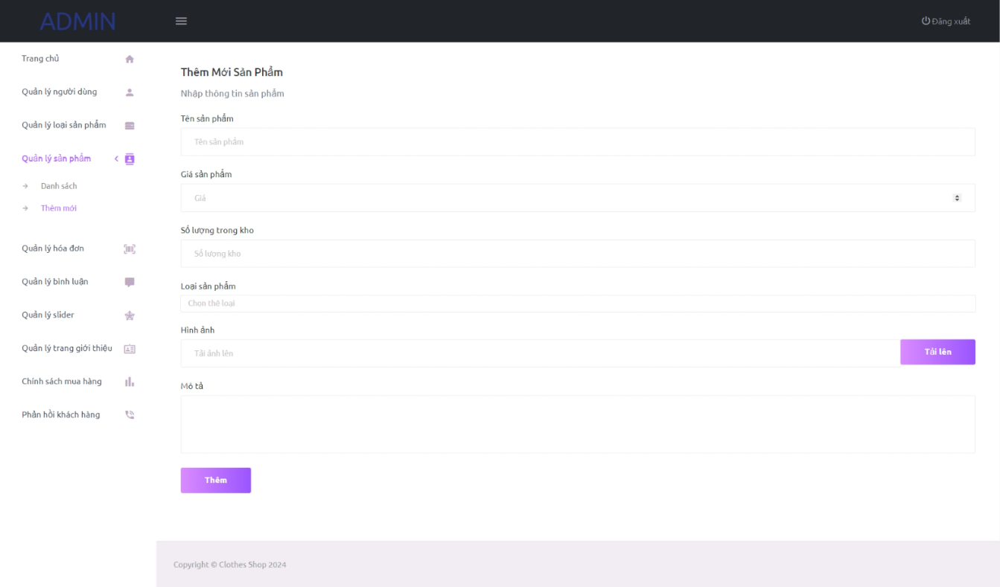 ADMIN
Đăng xuất
Trang chủ
Quản lý người dùng
Quản lý loại sản phẩm
Quản lý sản phẩm
Danh sách
Thêm mới
Quản lý hóa đơn
Quản lý bình luận
Quản lý slider
Quản lý trang giới thiệu
Chính sách mua hàng
Phản hồi khách hàng
Thêm Mới Sản Phẩm
Nhập thông tin sản phẩm
Tên sản phẩm
Tên sản phẩm
Giá sản phẩm
Giá
Số lượng trong kho
Số lượng kho
Loại sản phẩm
Chọn thê loại
Hình ảnh
Tải ảnh lên
Tải lên
Mô tả
Thêm
Copyright © Clothes Shop 2024